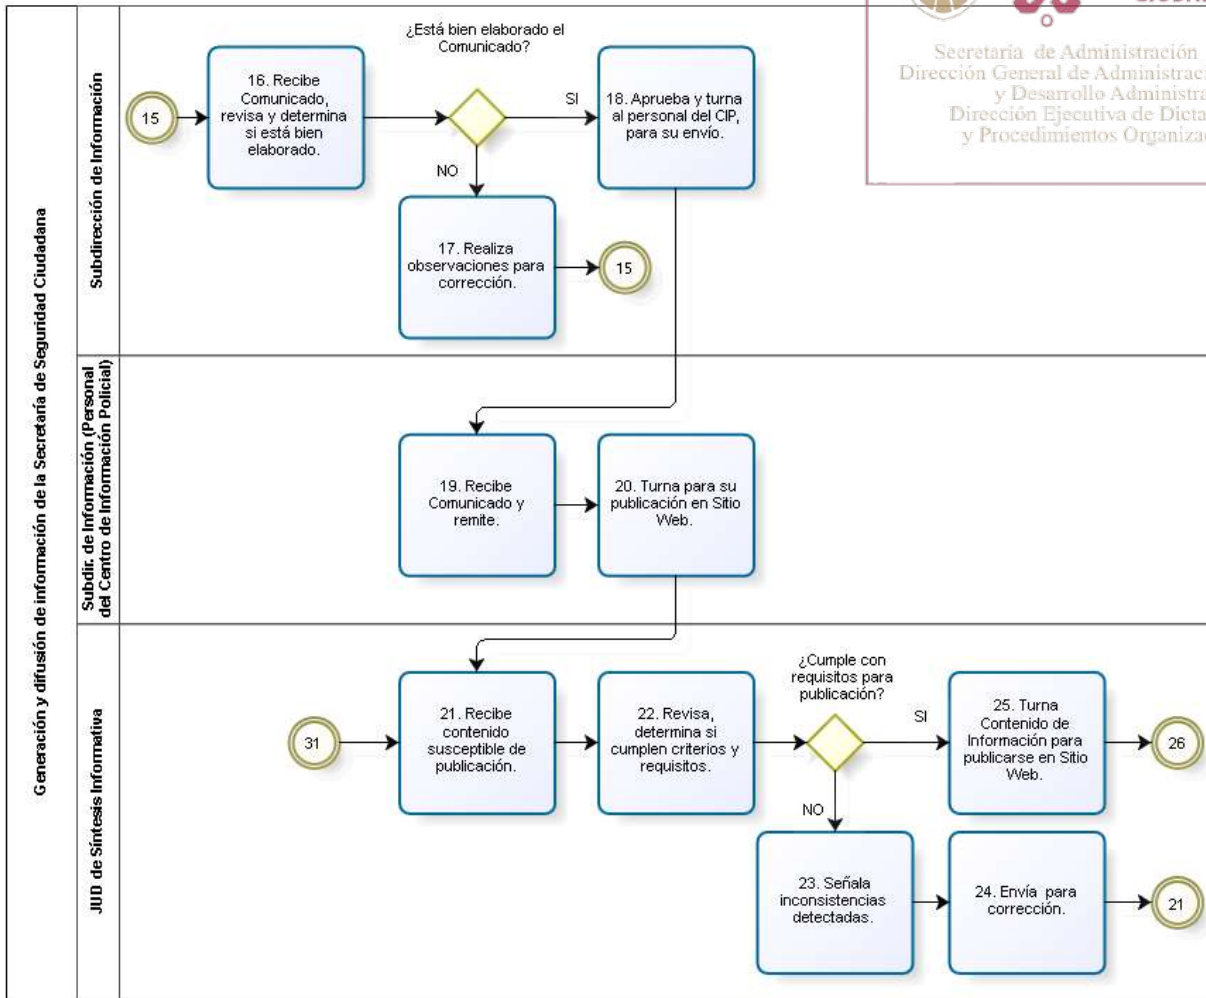 Secretaría de Administración
Dirección General de
y Desarrollo
Dirección Ejecutiva de
y Procedimientos
Generación y difusión de información de la Secretaría de Seguridad Ciudadana
Subdirección de Información
15
16. Recibe
Comunicado,
revisa y determina
si está bien
elaborado.
¿Está bien elaborado el
Comunicado?
SI
NO
18. Aprueba y turna
al personal del CIP,
para su envío.
17. Realiza
observaciones para
corrección.
15
Subdir. de Información (Personal
del Centro de Información Policial)
19. Recibe
Comunicado y
remite.
20. Turna para su
publicación en Sitio
Web.
JUD de Síntesis Informativa
31
21. Recibe
contenido
susceptible de
publicación.
22. Revisa,
determina si
cumplen criterios y
requisitos.
¿Cumple con
requisitos para
publicación?
SI
NO
25. Turna
Contenido de
Información para
publicarse en Sitio
Web.
26
23. Señala
inconsistencias
detectadas.
24. Envía para
corrección.
21